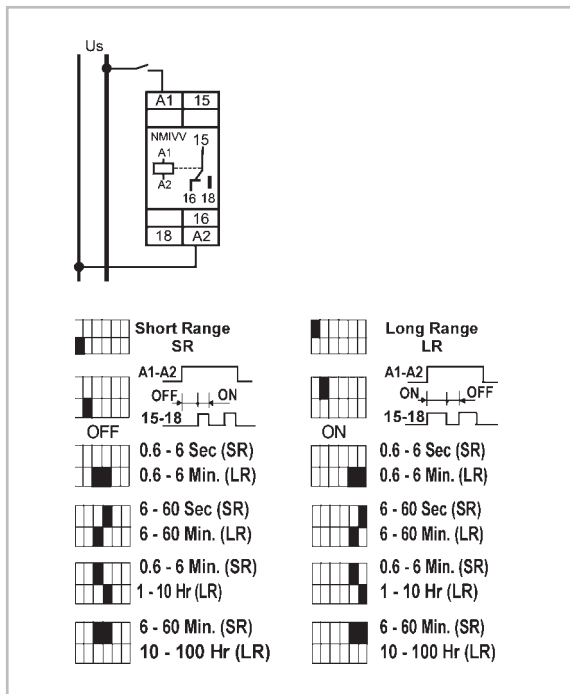 Us
A1 15
NMIVV 15
A1
A2
16 18
16
18 A2
Short Range
SR
A1-A2
OFF ON
15-18
OFF
0.6 - 6 Sec (SR)
0.6 - 6 Min. (LR)
6 - 60 Sec (SR)
6 - 60 Min. (LR)
0.6 - 6 Min. (SR)
1 - 10 Hr (LR)
6 - 60 Min. (SR)
10 - 100 Hr (LR)
Long Range
LR
A1-A2
ON OFF
15-18
ON
0.6 - 6 Sec (SR)
0.6 - 6 Min. (LR)
6 - 60 Sec (SR)
6 - 60 Min. (LR)
0.6 - 6 Min. (SR)
1 - 10 Hr (LR)
6 - 60 Min. (SR)
10 - 100 Hr (LR)